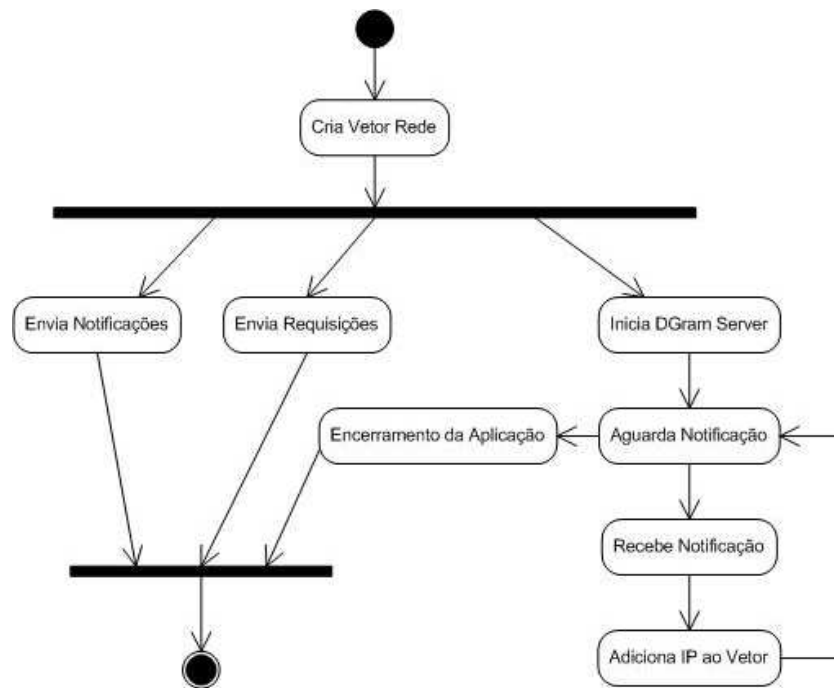 Cria Vetor Rede
Envia Notificações
Envia Requisições
Inicia DGram Server
Encerramento da Aplicação
Aguarda Notificação
Recebe Notificação
Adiciona IP ao Vetor